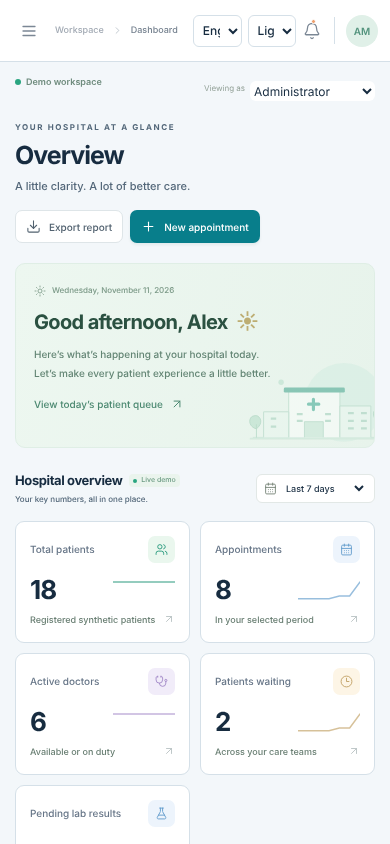 Workspace
Dashboard
Eng
Lig
AM
Demo workspace
Viewing as
Administrator
YOUR HOSPITAL AT A GLANCE
Overview
A little clarity. A lot of better care.
Export report
New appointment
Wednesday, November 11, 2026
Good afternoon, Alex
Here's what's happening at your hospital today.
Let's make every patient experience a little better.
View today's patient queue
Hospital overview
Live demo
Your key numbers, all in one place.
Last 7 days
Total patients
18
Registered synthetic patients
Appointments
8
In your selected period
Active doctors
6
Available or on duty
Patients waiting
2
Across your care teams
Pending lab results